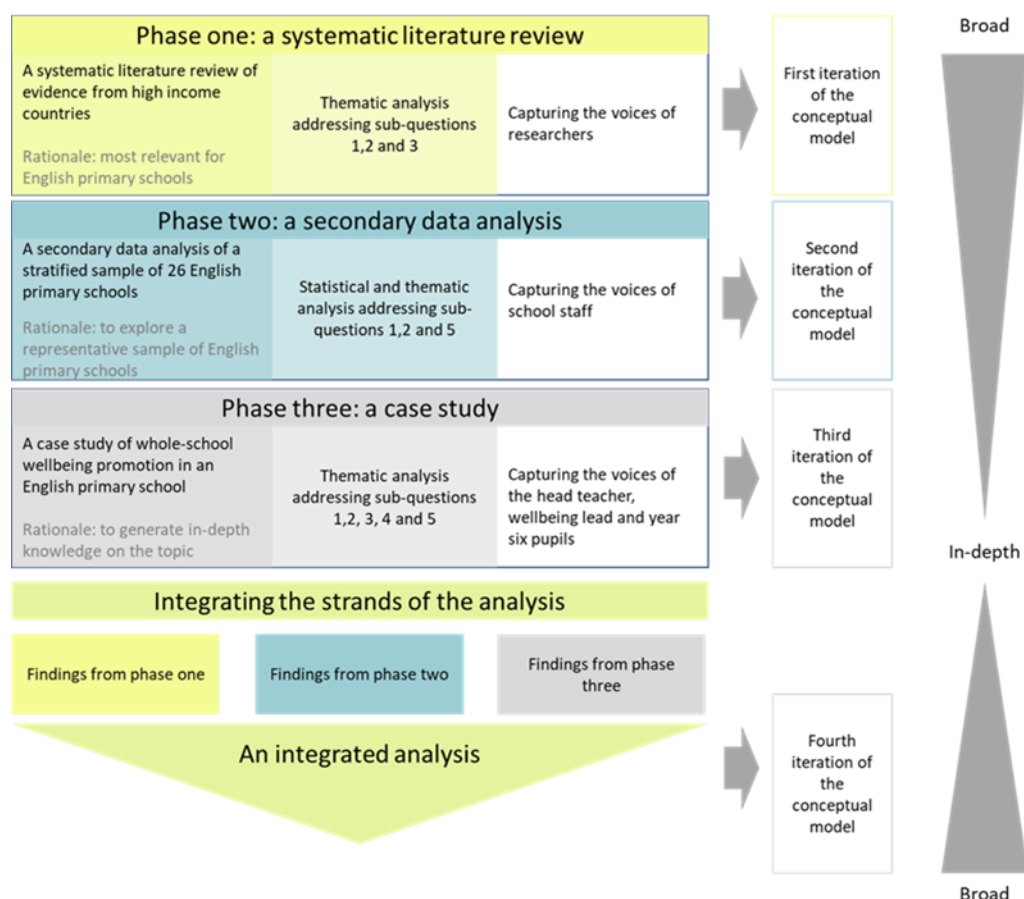 Phase one: a systematic literature review
A systematic literature review of
evidence from high income
countries
Rationale: most relevant for
English primary schools
Thematic analysis
addressing sub-questions
1,2 and 3
Capturing the voices of
researchers
First iteration
of the
conceptual
model
Broad
Phase two: a secondary data analysis
A secondary data analysis of a
stratified sample of 26 English
primary schools
Rationale: to explore a
representative sample of English
primary schools
Statistical and thematic
analysis addressing sub-
questions 1,2 and 5
Capturing the voices of
school staff
Second
iteration of
the
conceptual
model
Phase three: a case study
A case study of whole-school
wellbeing promotion in an
English primary school
Rationale: to generate in-depth
knowledge on the topic
Thematic analysis
addressing sub-questions
1,2, 3, 4 and 5
Capturing the voices of
the head teacher,
wellbeing lead and year
six pupils
Third
iteration of
the
conceptual
model
In-depth
Integrating the strands of the analysis
Findings from phase one
Findings from phase two
Findings from phase
three
An integrated analysis
Fourth
iteration of
the
conceptual
model
Broad